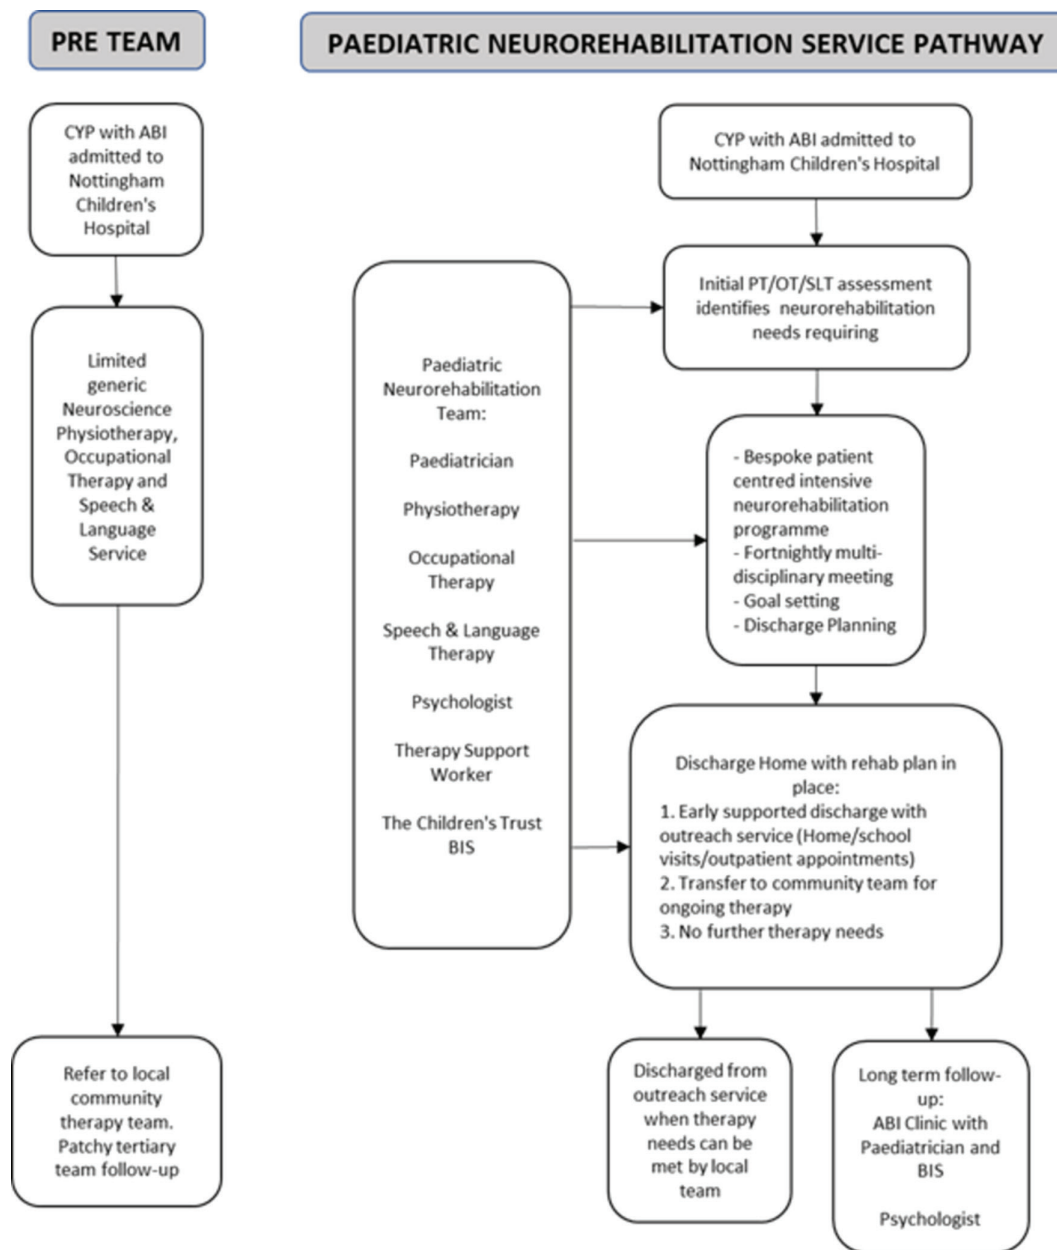 PRE TEAM
CYP with ABI
admitted to
Nottingham
Children's
Hospital
Limited
generic
Neuroscience
Physiotherapy,
Occupational
Therapy and
Speech &
Language
Service
Refer to local
community
therapy team.
Patchy tertiary
team follow-up
PAEDIATRIC NEUROREHABILITATION SERVICE PATHWAY
Paediatric
Neurorehabilitation
Team:
Paediatrician
Physiotherapy
Occupational
Therapy
Speech & Language
Therapy
Psychologist
Therapy Support
Worker
The Children's Trust
BIS
CYP with ABI admitted to
Nottingham Children's Hospital
Initial PT/OT/SLT assessment
identifies neurorehabilitation
needs requiring
- Bespoke patient
centred intensive
neurorehabilitation
programme
- Fortnightly multi-
disciplinary meeting
- Goal setting
- Discharge Planning
Discharge Home with rehab plan in
place:
1. Early supported discharge with
outreach service (Home/school
visits/outpatient appointments)
2. Transfer to community team for
ongoing therapy
3. No further therapy needs
Discharged from
outreach service
when therapy
needs can be
met by local
team
Long term follow-
up:
ABI Clinic with
Paediatrician and
BIS
Psychologist